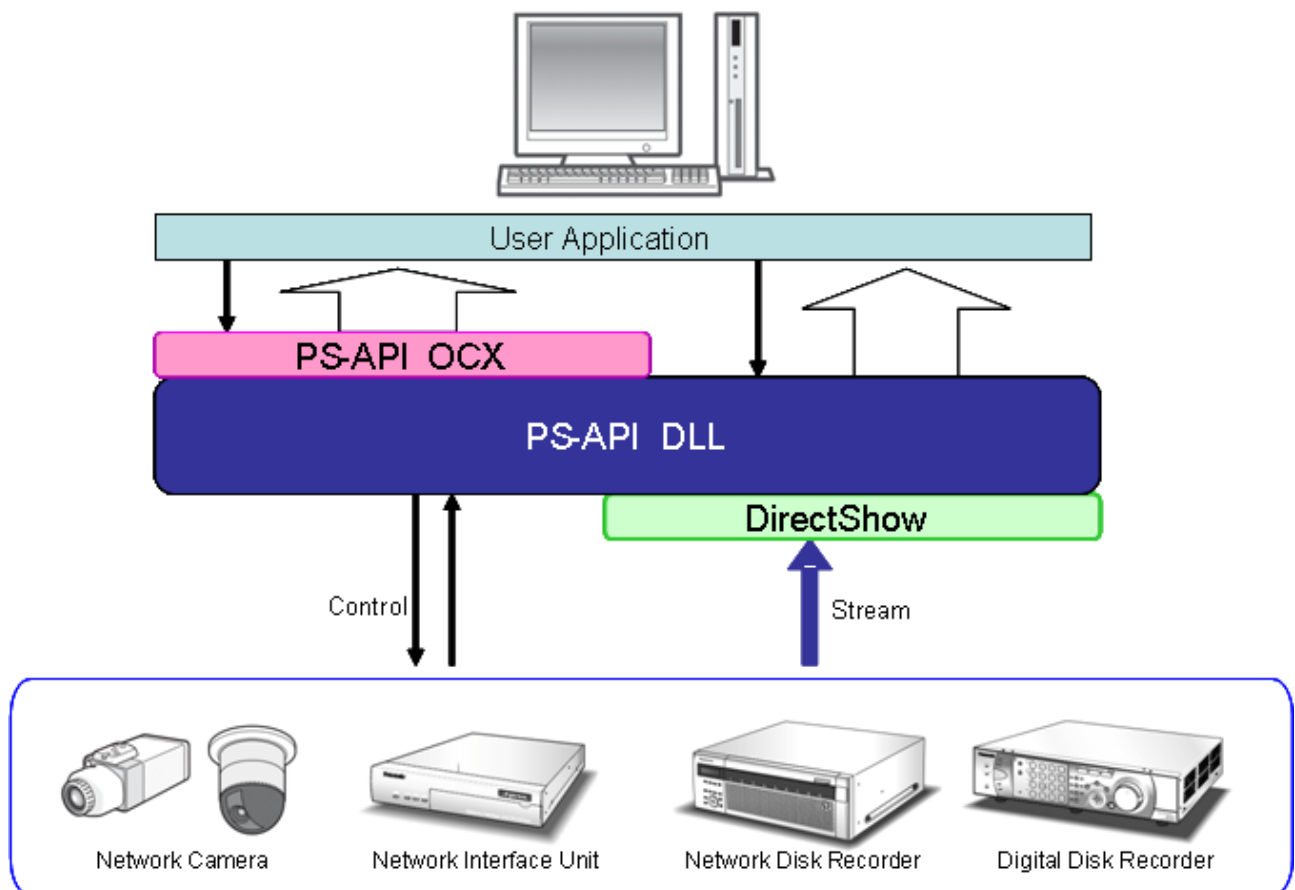 User Application
PS-API OCX
PS-API DLL
DirectShow
Control
Stream
Network Camera
Network Interface Unit
Network Disk Recorder
Digital Disk Recorder